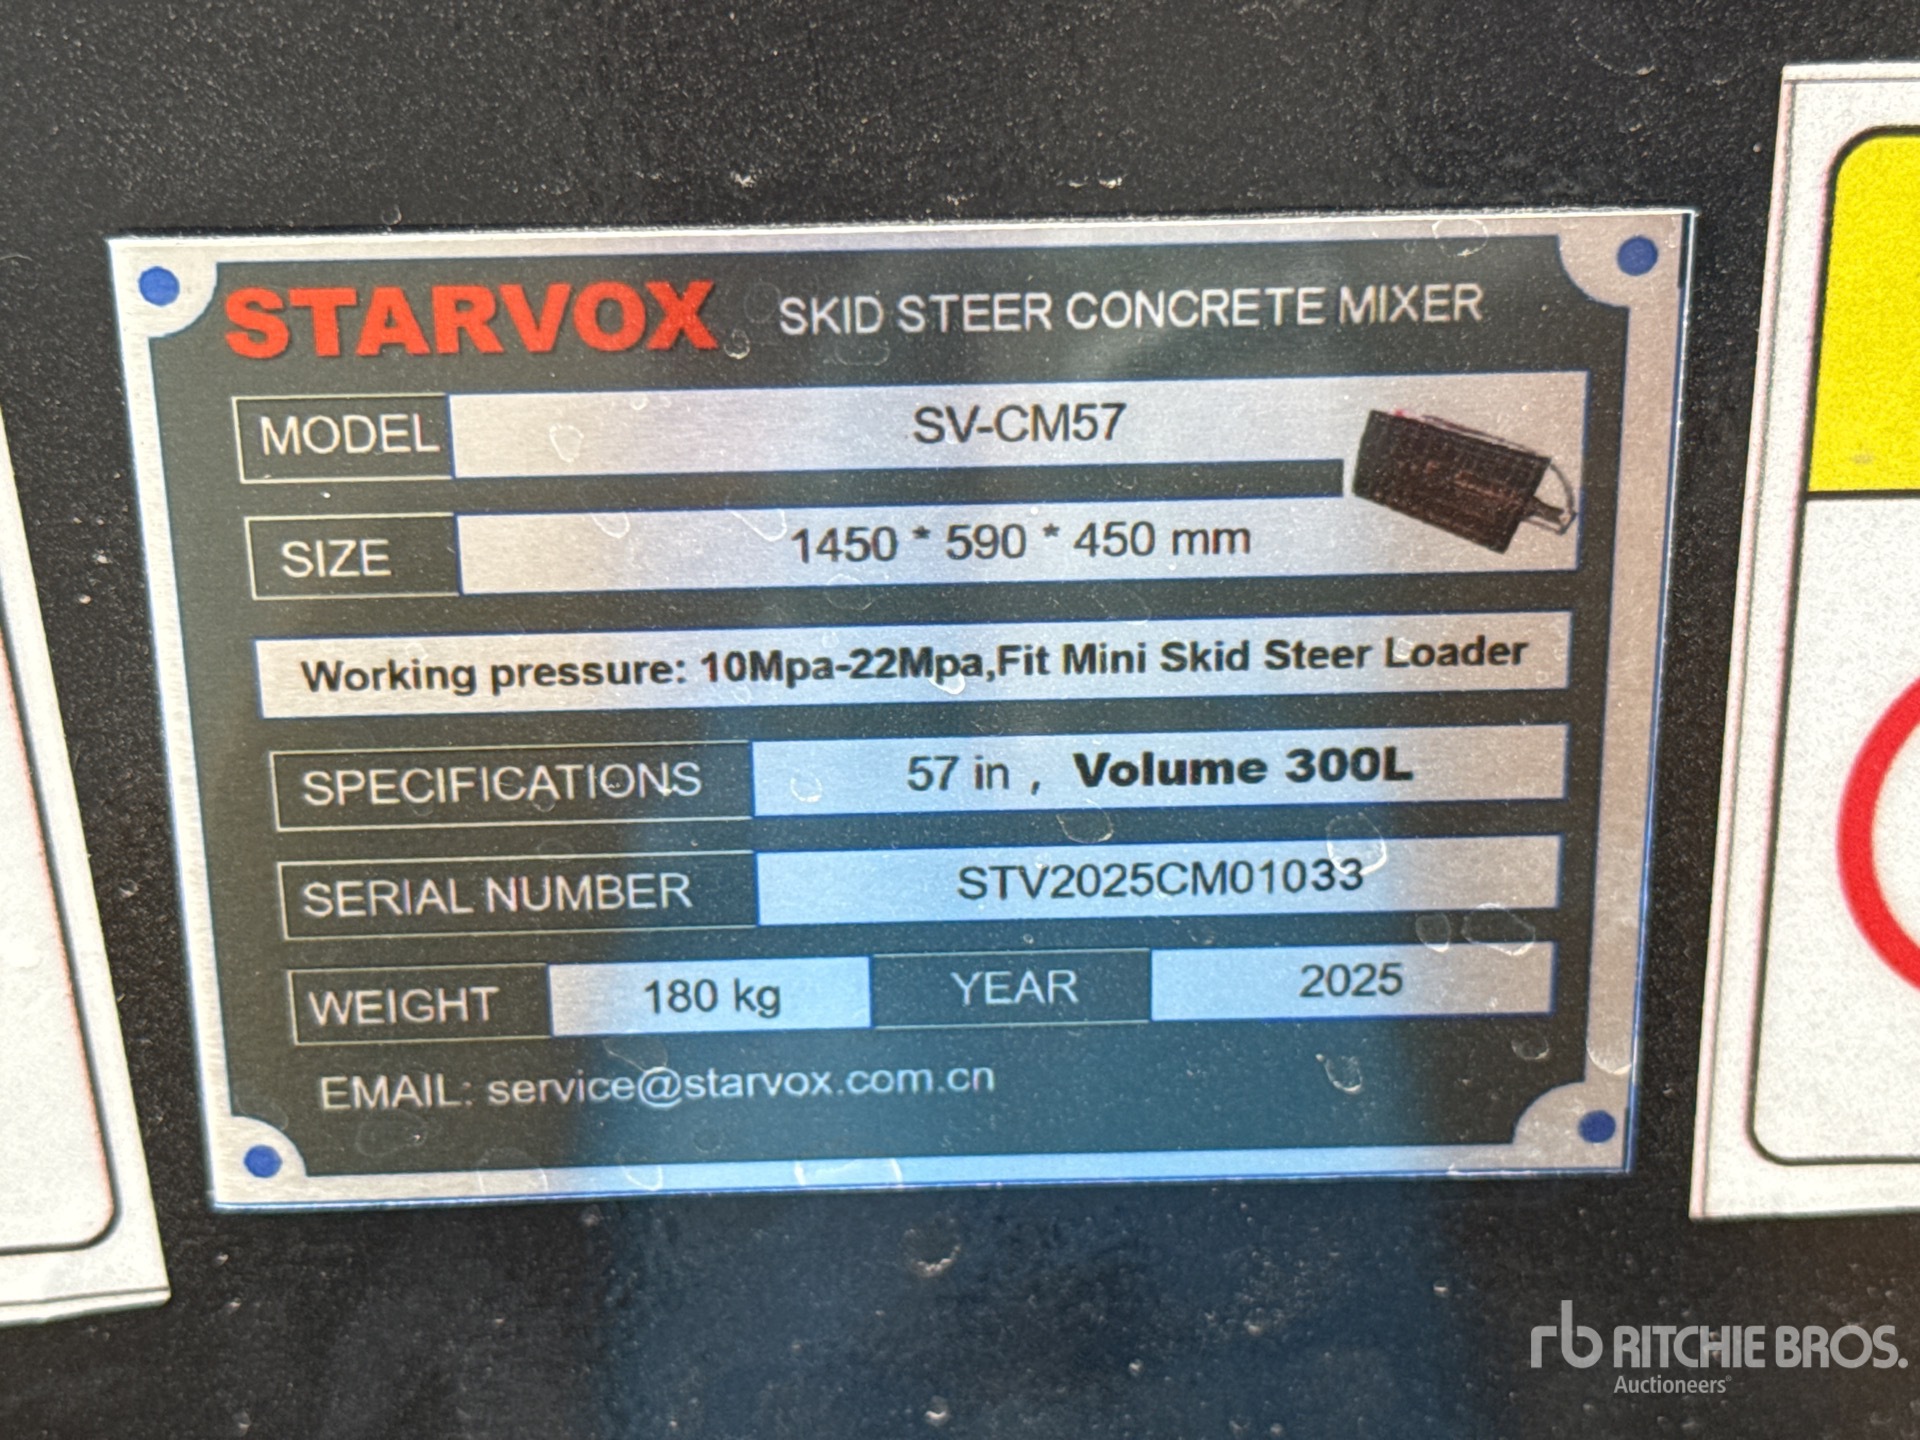 STARVOX SKID STEER CONCRETE MIXER
MODEL SV-CM57
SIZE 1450 * 590 * 450 mm
Working pressure: 10Mpa-22Mpa,Fit Mini Skid Steer Loader
SPECIFICATIONS 57 in , Volume 300L
SERIAL NUMBER STV2025CM01033
WEIGHT 180 kg YEAR 2025
EMAIL: service@starvox.com.cn
rb RITCHIE BROS.
Auctioneers